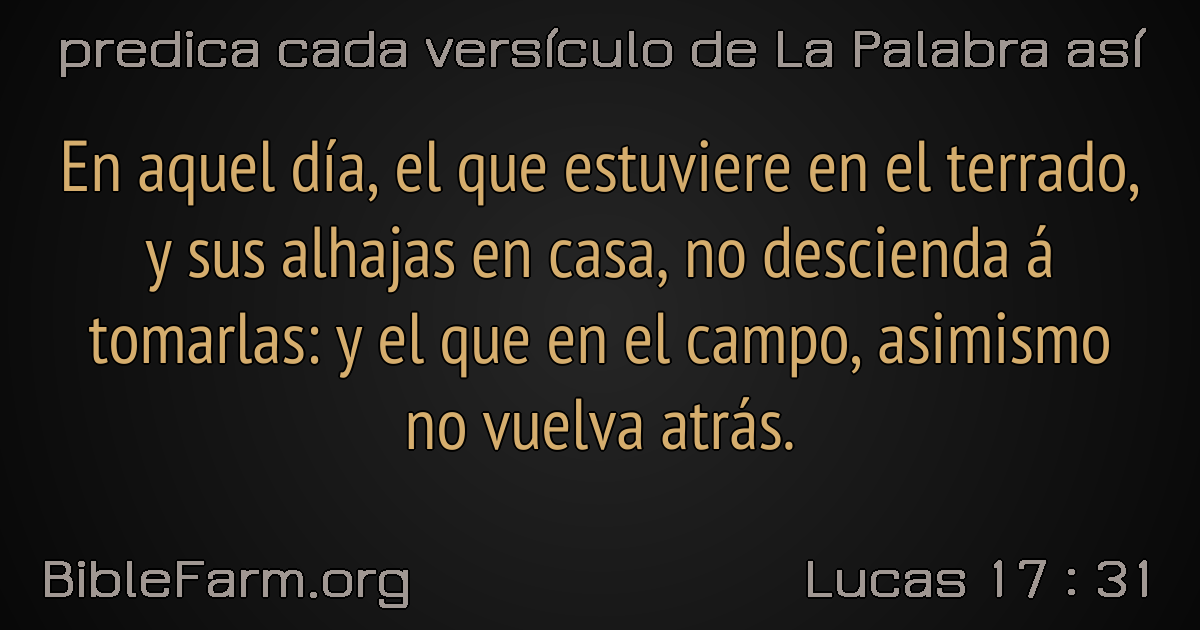 predica cada versículo de La Palabra así
En aquel día, el que estuviere en el terrado,
y sus alhajas en casa, no descienda á
tomarlas: y el que en el campo, asimismo
no vuelva atrás.
BibleFarm.org
Lucas 17 : 31